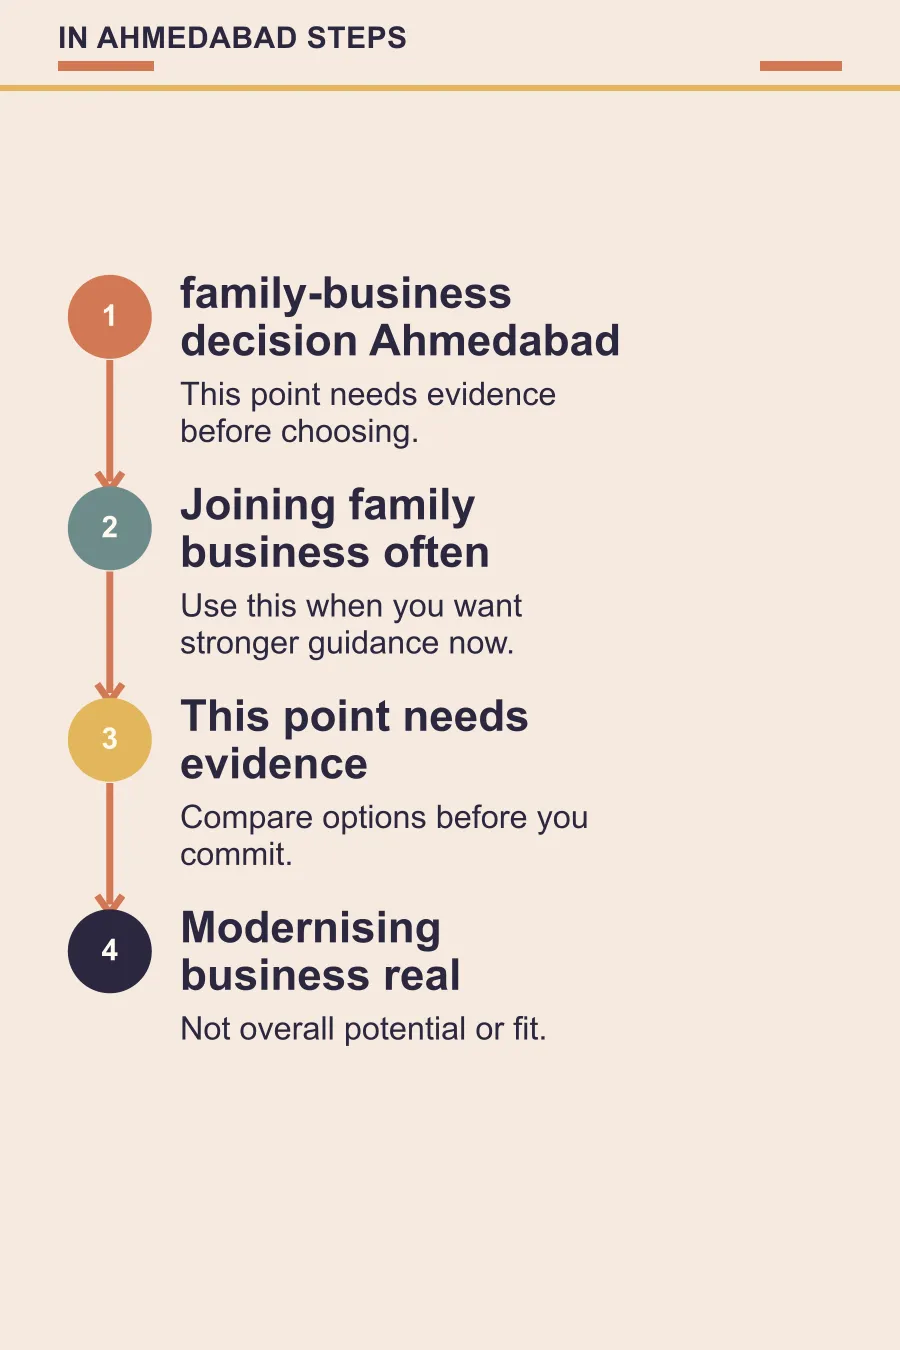 IN AHMEDABAD STEPS
1
family-business
decision Ahmedabad
This point needs evidence
before choosing.
2
Joining family
business often
Use this when you want
stronger guidance now.
3
This point needs
evidence
Compare options before you
commit.
4
Modernising
business real
Not overall potential or fit.